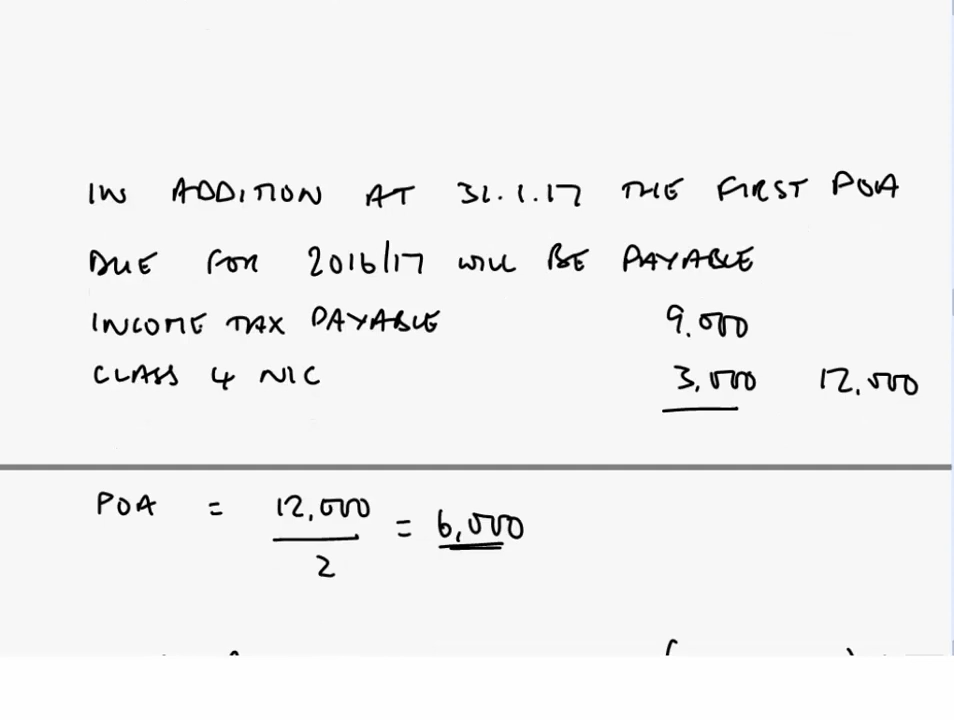 IN ADDITION AT 31.1.17 THE FIRST POA
DUE FOR 2016/17 WILL BE PAYABLE
INCOME TAX PAYABLE 9,000
CLASS 4 NIC 3,000 12,000
POA = 12,000 / 2 = 6,000